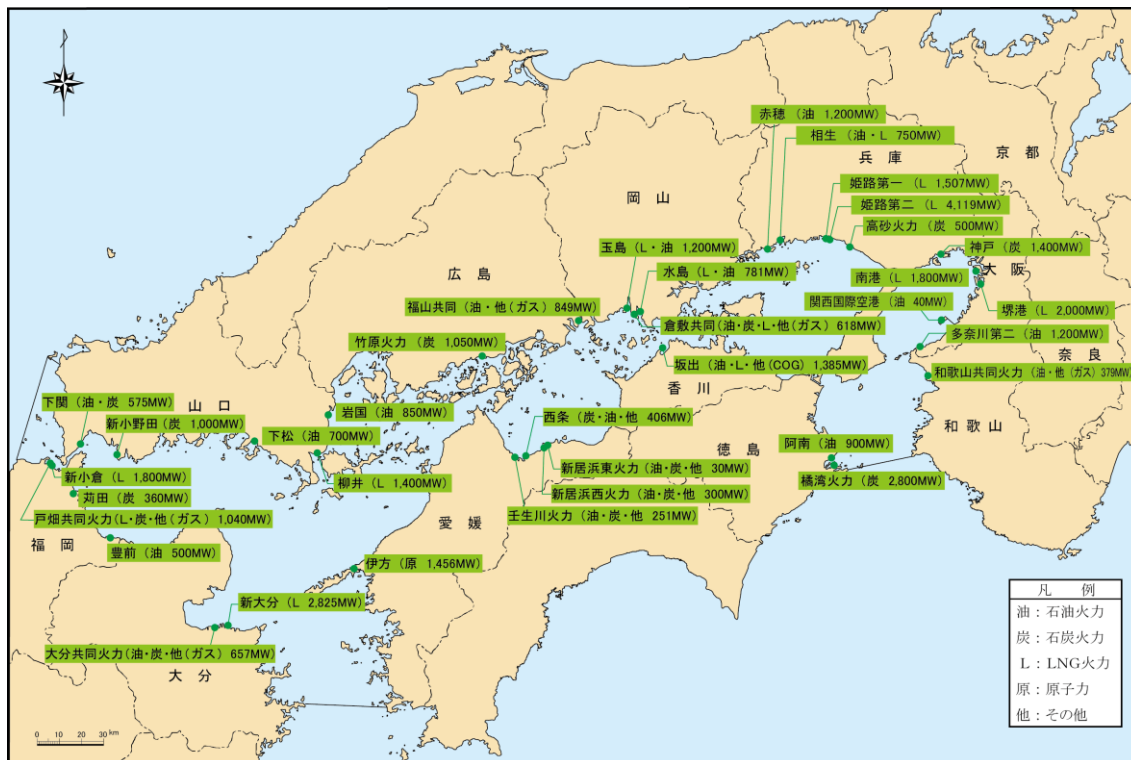 赤穂 (油 1,200MW)
相生 (油・L 750MW)
兵 庫
京 都
姫路第一 (L 1,507MW)
姫路第二 (L 4,119MW)
岡 山
高砂火力 (炭 500MW)
玉島 (L・油 1,200MW)
神戸 (炭 1,400MW)
広 島
水島 (L・油 781MW)
南港 (L 1,800MW)
大 阪
福山共同 (油・他(ガス) 849MW)
関西国際空港 (油 40MW)
堺港 (L 2,000MW)
倉敷共同(油・炭・L・他(ガス) 618MW)
多奈川第二 (油 1,200MW)
竹原火力 (炭 1,050MW)
奈 良
坂出 (油・L・他(COG) 1,385MW)
和歌山共同火力 (油・他(ガス) 379MW)
香 川
下関 (油・炭 575MW)
山 口
岩国 (油 850MW)
西条 (炭・油・他 406MW)
新小野田 (炭 1,000MW)
和 歌 山
下松 (油 700MW)
徳 島
阿南 (油 900MW)
新居浜東火力 (油・炭・他 30MW)
新小倉 (L 1,800MW)
柳井 (L 1,400MW)
橘湾火力 (炭 2,800MW)
苅田 (炭 360MW)
新居浜西火力 (油・炭・他 300MW)
戸畑共同火力(L・炭・他(ガス) 1,040MW)
愛 媛
壬生川火力 (油・炭・他 251MW)
福 岡
豊前 (油 500MW)
伊方 (原 1,456MW)
新大分 (L 2,825MW)
大分共同火力(油・炭・他(ガス) 657MW)
大 分
凡 例
油:石油火力
炭:石炭火力
L:LNG火力
原:原子力
他:その他
0 10 20 30 km